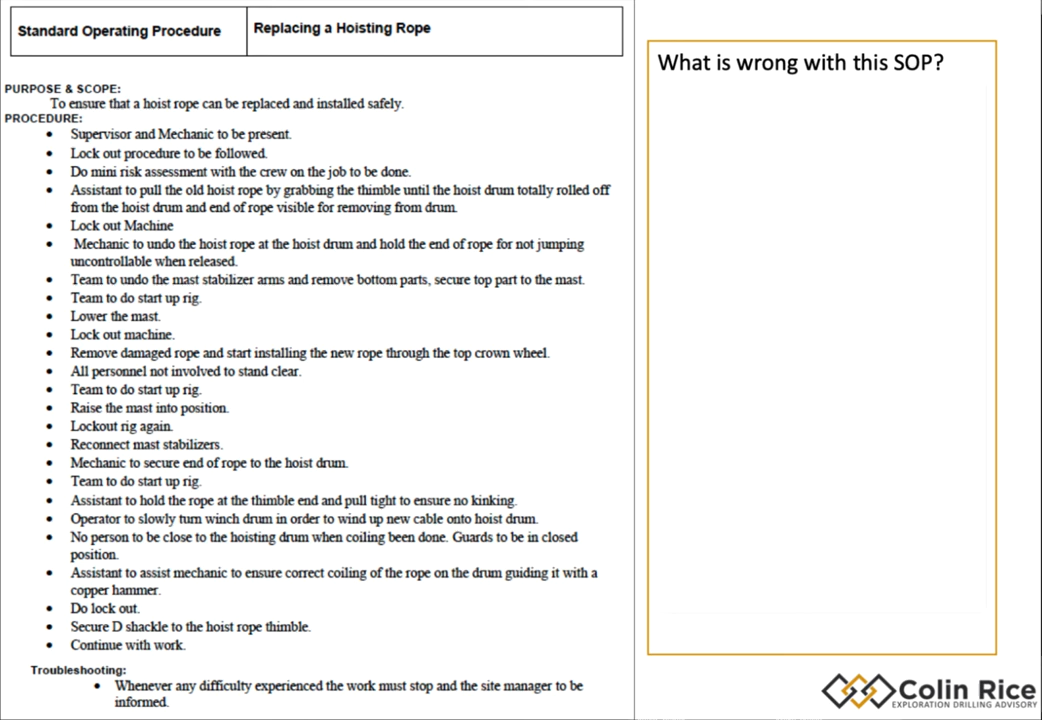 Standard Operating Procedure
Replacing a Hoisting Rope
PURPOSE & SCOPE:
To ensure that a hoist rope can be replaced and installed safely.
PROCEDURE:
• Supervisor and Mechanic to be present.
• Lock out procedure to be followed.
• Do mini risk assessment with the crew on the job to be done.
• Assistant to pull the old hoist rope by grabbing the thimble until the hoist drum totally rolled off
from the hoist drum and end of rope visible for removing from drum.
• Lock out Machine
• Mechanic to undo the hoist rope at the hoist drum and hold the end of rope for not jumping
uncontrollable when released.
• Team to undo the mast stabilizer arms and remove bottom parts, secure top part to the mast.
• Team to do start up rig.
• Lower the mast.
• Lock out machine.
• Remove damaged rope and start installing the new rope through the top crown wheel.
• All personnel not involved to stand clear.
• Team to do start up rig.
• Raise the mast into position.
• Lockout rig again.
• Reconnect mast stabilizers.
• Mechanic to secure end of rope to the hoist drum.
• Team to do start up rig.
• Assistant to hold the rope at the thimble end and pull tight to ensure no kinking.
• Operator to slowly turn winch drum in order to wind up new cable onto hoist drum.
• No person to be close to the hoisting drum when coiling been done. Guards to be in closed
position.
• Assistant to assist mechanic to ensure correct coiling of the rope on the drum guiding it with a
copper hammer.
• Do lock out.
• Secure D shackle to the hoist rope thimble.
• Continue with work.
Troubleshooting:
• Whenever any difficulty experienced the work must stop and the site manager to be
informed.
What is wrong with this SOP?
Colin Rice
EXPLORATION DRILLING ADVISORY